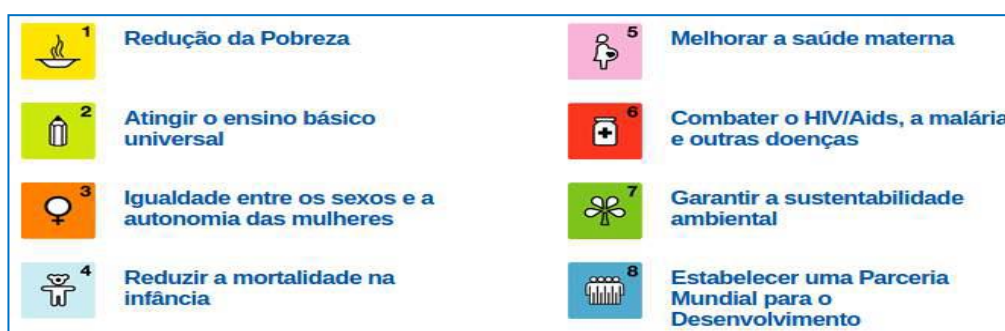 1
Redução da Pobreza
2
Atingir o ensino básico
universal
3
Igualdade entre os sexos e a
autonomia das mulheres
4
Reduzir a mortalidade na
infância
5
Melhorar a saúde materna
6
Combater o HIV/Aids, a malária
e outras doenças
7
Garantir a sustentabilidade
ambiental
8
Estabelecer uma Parceria
Mundial para o
Desenvolvimento